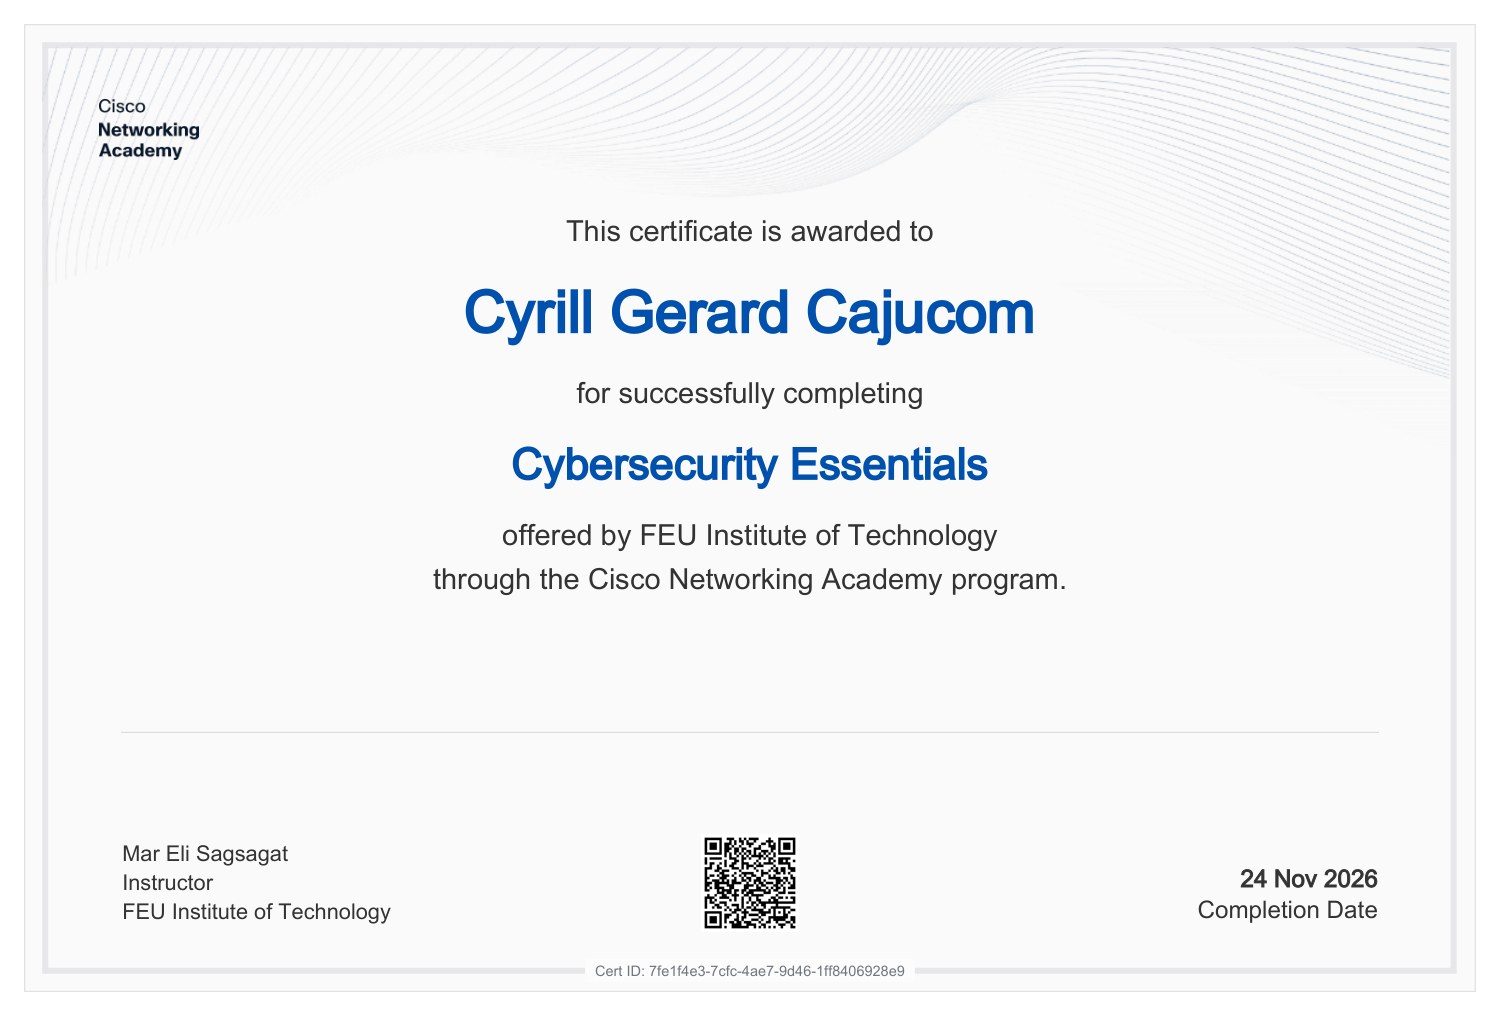 Cisco
Networking
Academy
This certificate is awarded to
Cyrill Gerard Cajucom
for successfully completing
Cybersecurity Essentials
offered by FEU Institute of Technology
through the Cisco Networking Academy program.
Mar Eli Sagsagat
Instructor
FEU Institute of Technology
24 Nov 2026
Completion Date
Cert ID: 7fe1f4e3-7cfc-4ae7-9d46-1ff8406928e9